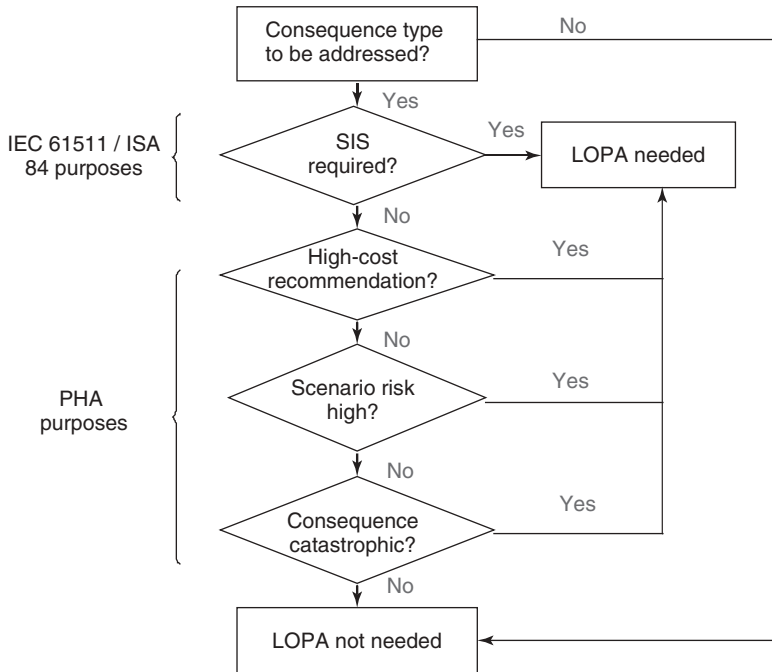 Consequence type
to be addressed?
No
Yes
IEC 61511 / ISA
84 purposes
SIS
required?
Yes
LOPA needed
No
High-cost
recommendation?
Yes
No
PHA
purposes
Scenario risk
high?
Yes
No
Consequence
catastrophic?
Yes
No
LOPA not needed